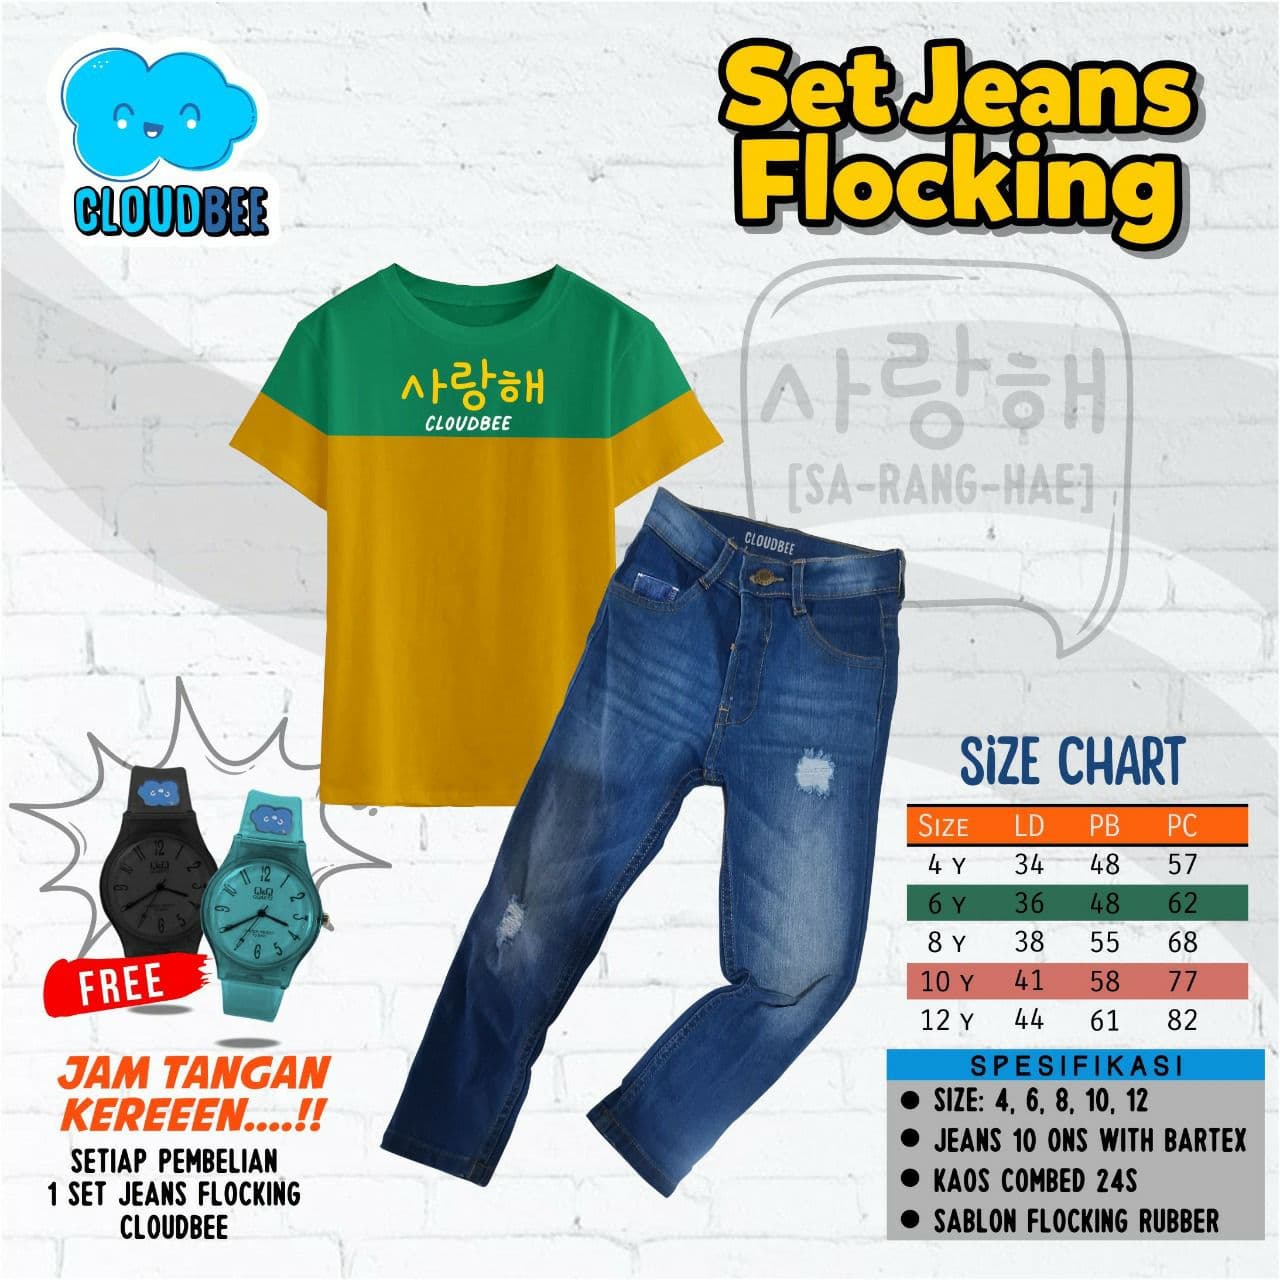 CLOUDBEE
Set Jeans
Flocking
사랑해
CLOUDBEE
사랑해
[SA-RANG-HAE]
CLOUDBEE
SiZE CHART
Size LD PB PC
4 Y 34 48 57
6 Y 36 48 62
8 Y 38 55 68
10 Y 41 58 77
12 Y 44 61 82
SPESIFIKASI
SIZE: 4, 6, 8, 10, 12
JEANS 10 ONS WITH BARTEX
KAOS COMBED 24S
SABLON FLOCKING RUBBER
Q&Q
Q&Q
FREE
JAM TANGAN
KEREEEN....!!
SETIAP PEMBELIAN
1 SET JEANS FLOCKING
CLOUDBEE